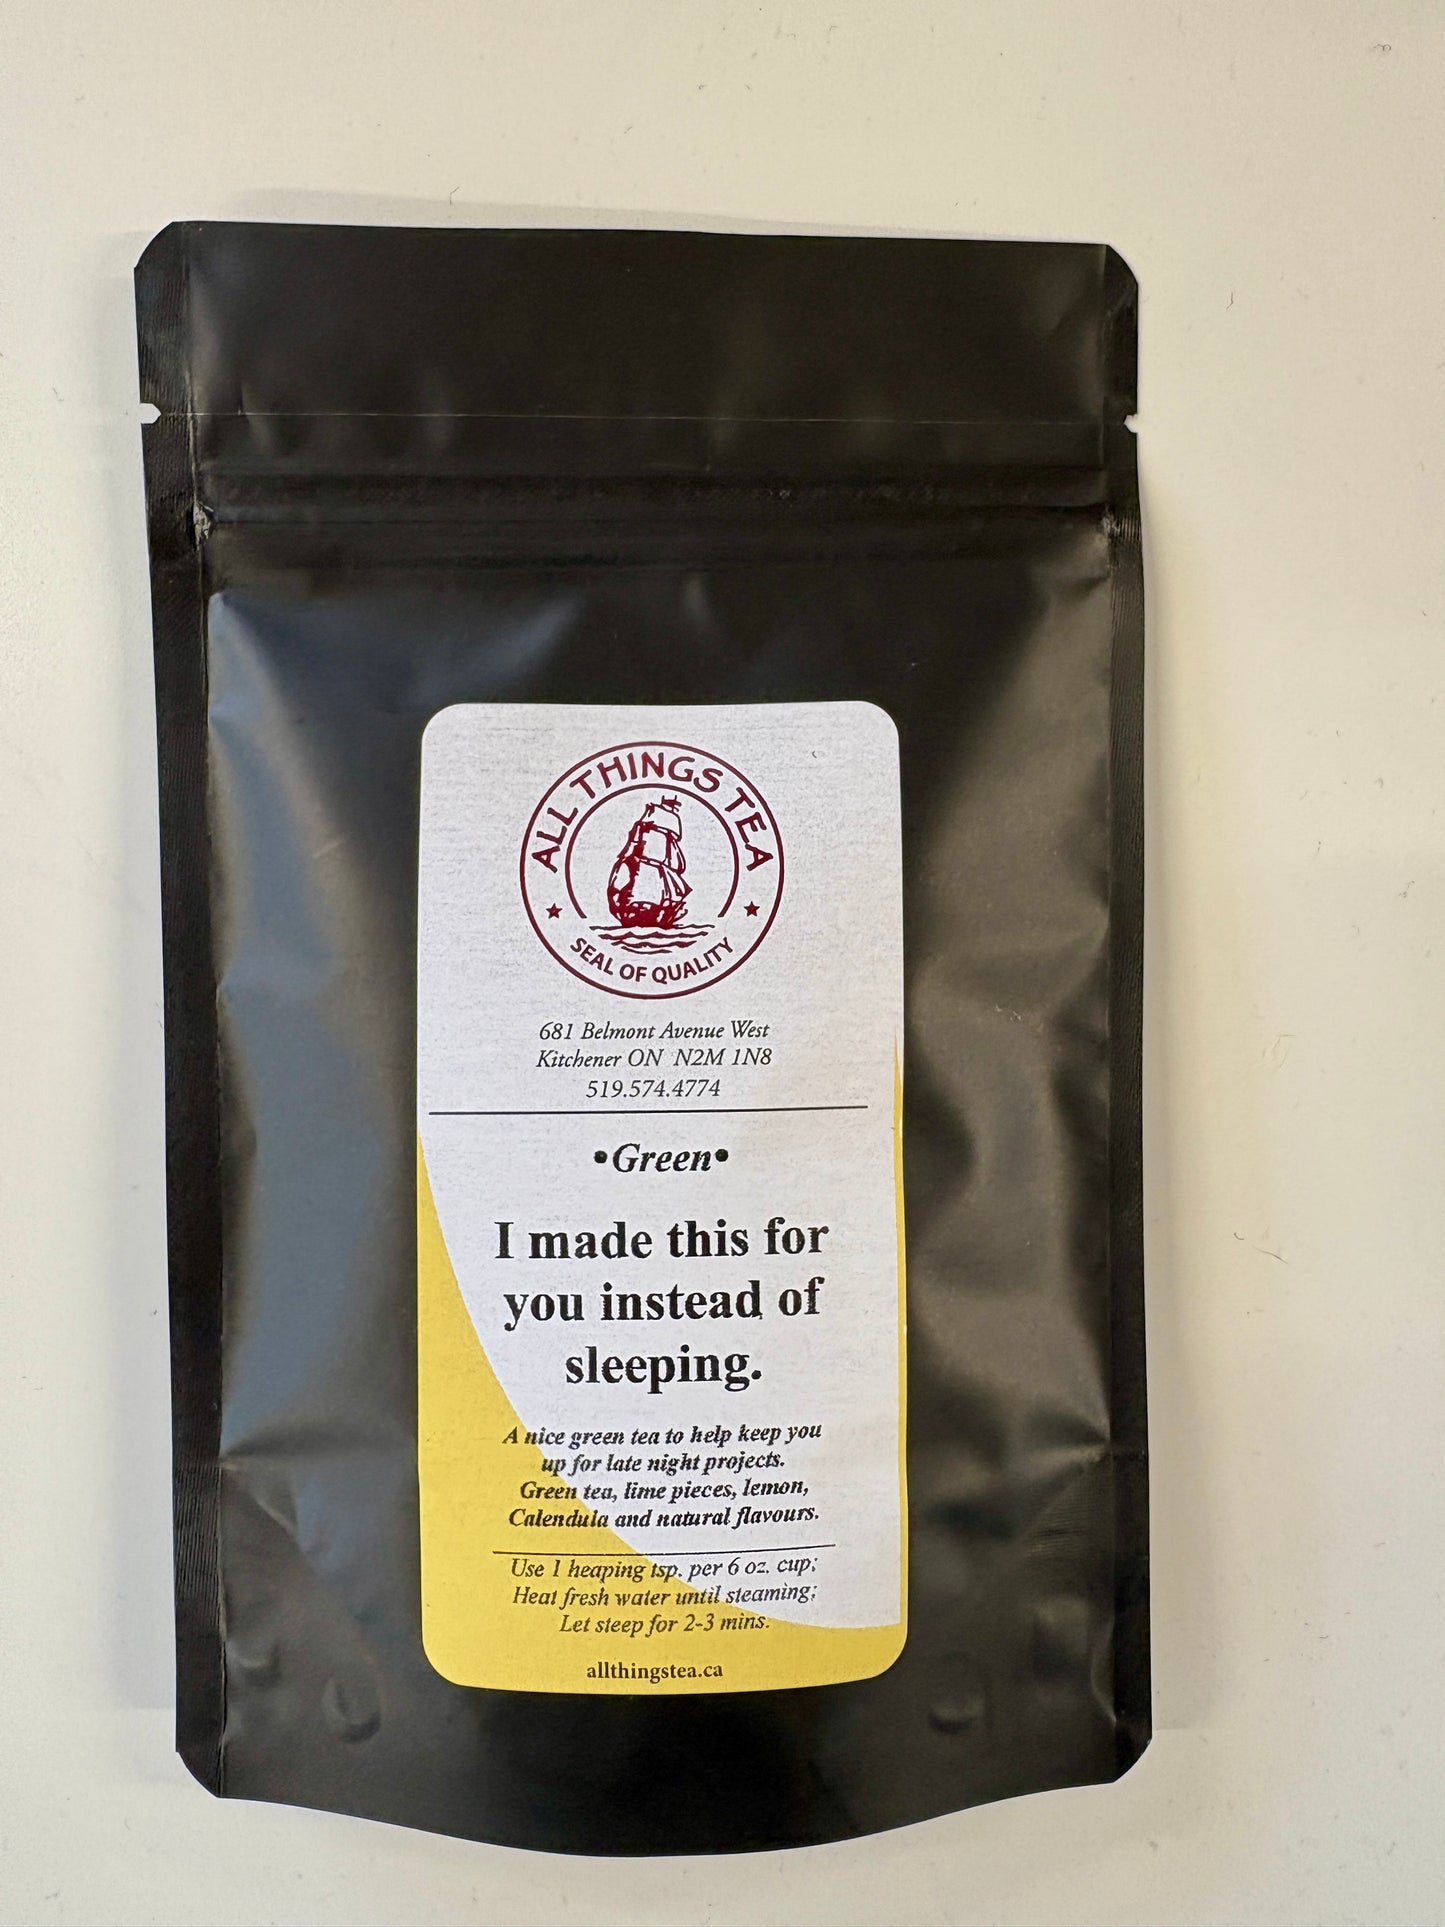 ALL THINGS TEA
SEAL OF QUALITY
681 Belmont Avenue West
Kitchener ON N2M 1N8
519.574.4774
•Green•
I made this for
you instead of
sleeping.
A nice green tea to help keep you
up for late night projects.
Green tea, lime pieces, lemon,
Calendula and natural flavours.
Use 1 heaping tsp. per 6 oz. cup;
Heat fresh water until steaming;
Let steep for 2-3 mins.
allthingstea.ca